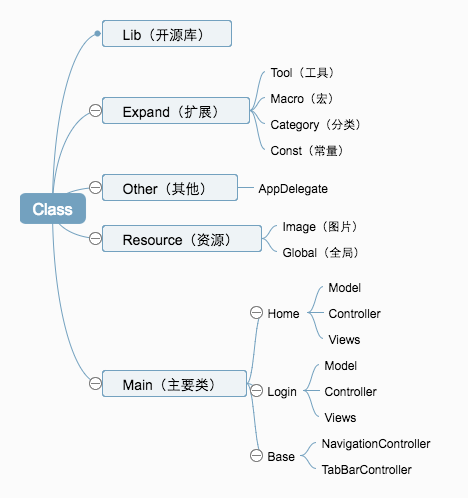 Class
Lib（开源库）
Expand（扩展）
Tool（工具）
Macro（宏）
Category（分类）
Const（常量）
Other（其他）
AppDelegate
Resource（资源）
Image（图片）
Global（全局）
Main（主要类）
Home
Model
Controller
Views
Login
Model
Controller
Views
Base
NavigationController
TabBarController